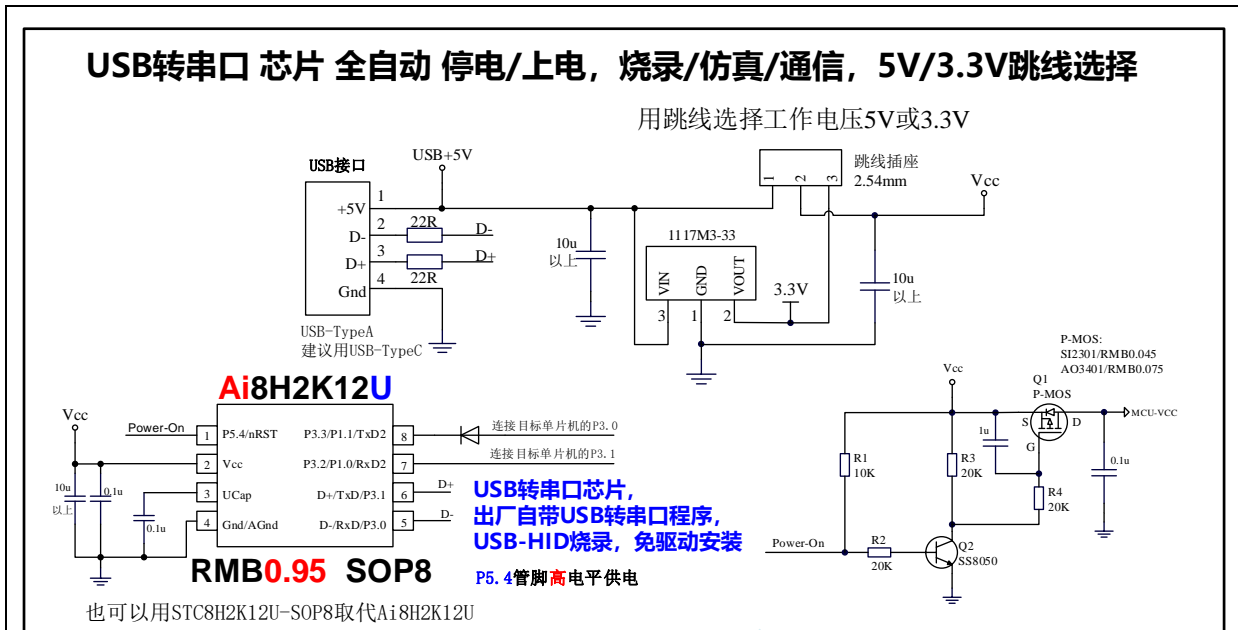 USB转串口 芯片 全自动 停电/上电，烧录/仿真/通信，5V/3.3V跳线选择
用跳线选择工作电压5V或3.3V
USB接口
USB+5V
跳线插座
2.54mm
1 2 3
Vcc
+5V 1
D- 2 22R D-
D+ 3 22R D+
Gnd 4
10u
以上
1117M3-33
VIN GND VOUT
3 1 2
3.3V
10u
以上
USB-TypeA
建议用USB-TypeC
Ai8H2K12U
Vcc
Power-On
1 P5.4/nRST P3.3/P1.1/TxD2 8
连接目标单片机的P3.0
2 Vcc P3.2/P1.0/RxD2 7
连接目标单片机的P3.1
3 UCap D+/TxD/P3.1 6 D+
4 Gnd/AGnd D-/RxD/P3.0 5 D-
10u
以上
0.1u
0.1u
USB转串口芯片，
出厂自带USB转串口程序，
USB-HID烧录，免驱动安装
RMB0.95 SOP8
P5.4管脚高电平供电
也可以用STC8H2K12U-SOP8取代Ai8H2K12U
P-MOS:
SI2301/RMB0.045
AO3401/RMB0.075
Vcc
Q1
P-MOS
S D
G
MCU-VCC
1u
0.1u
R1
10K
R3
20K
R4
20K
Power-On
R2
20K
Q2
SS8050